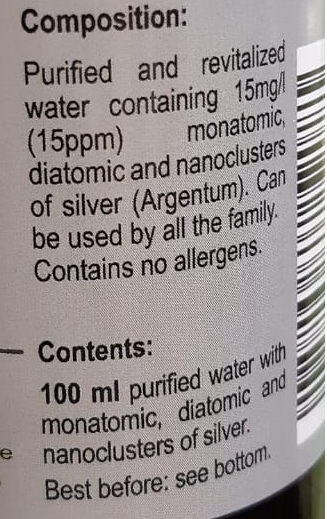 Composition:
Purified and revitalized
water containing 15mg/l
(15ppm) monatomic,
diatomic and nanoclusters
of silver (Argentum). Can
be used by all the family.
Contains no allergens.
Contents:
100 ml purified water with
monatomic, diatomic and
nanoclusters of silver.
e
Best before: see bottom.